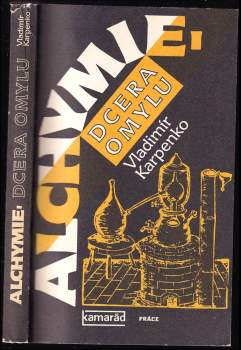 Vladimír
Karpenko
ALCHYMIE: DCERA OMYLU
ALCHYMIE:
DCERA
OMYLU
Vladimír
Karpenko
kamarád
PRÁCE